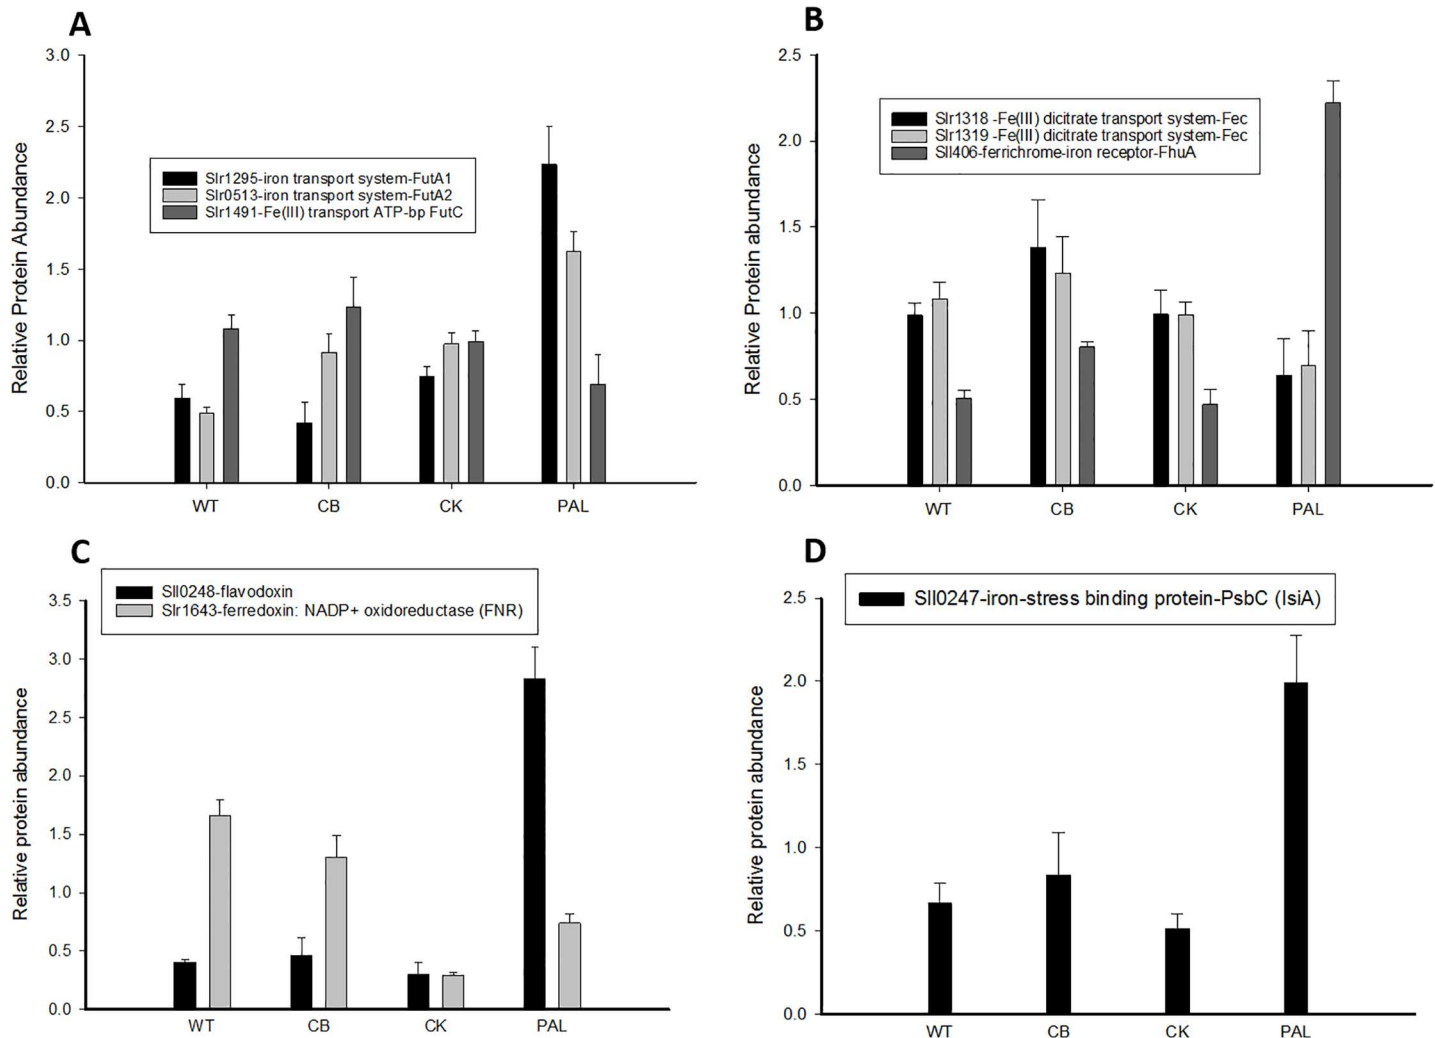 A
3.0
2.5
2.0
1.5
1.0
0.5
0.0
Relative Protein Abundance
Slr1295-iron transport system-FutA1
Slr0513-iron transport system-FutA2
Slr1491-Fe(III) transport ATP-bp FutC
WT
CB
CK
PAL
B
2.5
2.0
1.5
1.0
0.5
0.0
Relative Protein abundance
Slr1318 -Fe(III) dicitrate transport system-Fec
Slr1319 -Fe(III) dicitrate transport system-Fec
Sll406-ferrichrome-iron receptor-FhuA
WT
CB
CK
PAL
C
3.5
3.0
2.5
2.0
1.5
1.0
0.5
0.0
Relative protein abundance
Sll0248-flavodoxin
Slr1643-ferredoxin: NADP+ oxidoreductase (FNR)
WT
CB
CK
PAL
D
2.5
2.0
1.5
1.0
0.5
0.0
Relative protein abundance
Sll0247-iron-stress binding protein-PsbC (IsiA)
WT
CB
CK
PAL